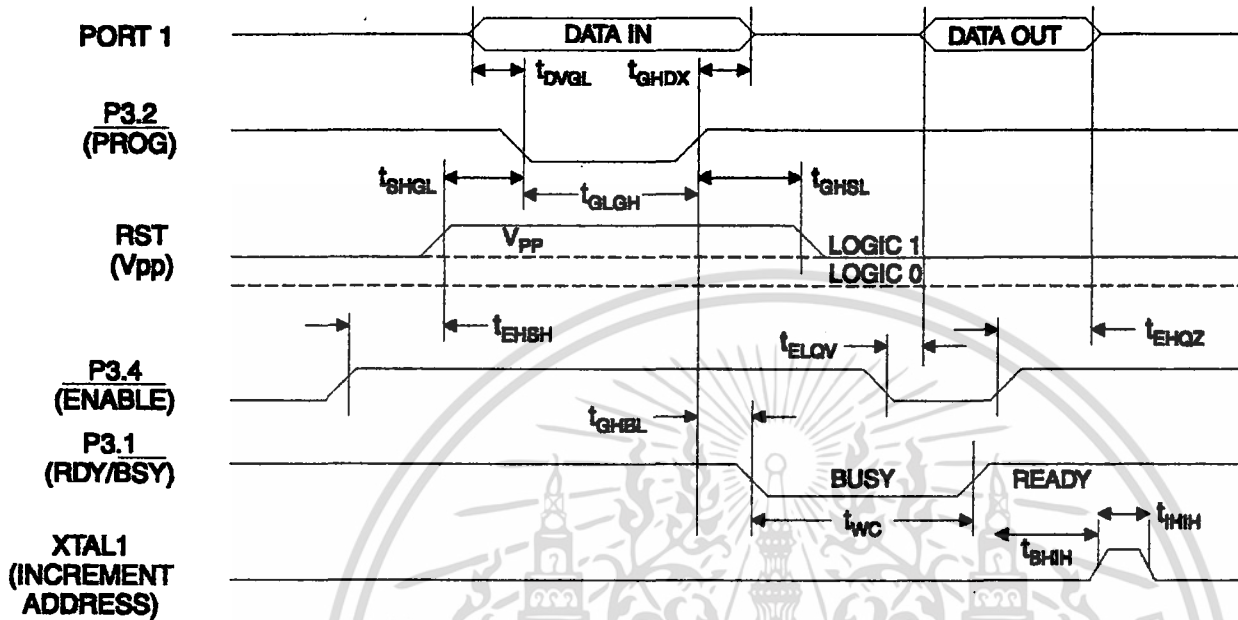 PORT 1
DATA IN
DATA OUT
tDVGL
tGHDX
P3.2
(PROG)
tSHGL
tGLGH
tGHSL
RST
(Vpp)
VPP
LOGIC 1
LOGIC 0
tEHSH
tELQV
tEHQZ
P3.4
(ENABLE)
tGHBL
P3.1
(RDY/BSY)
BUSY
READY
tWC
tIHIH
tBHIH
XTAL1
(INCREMENT
ADDRESS)